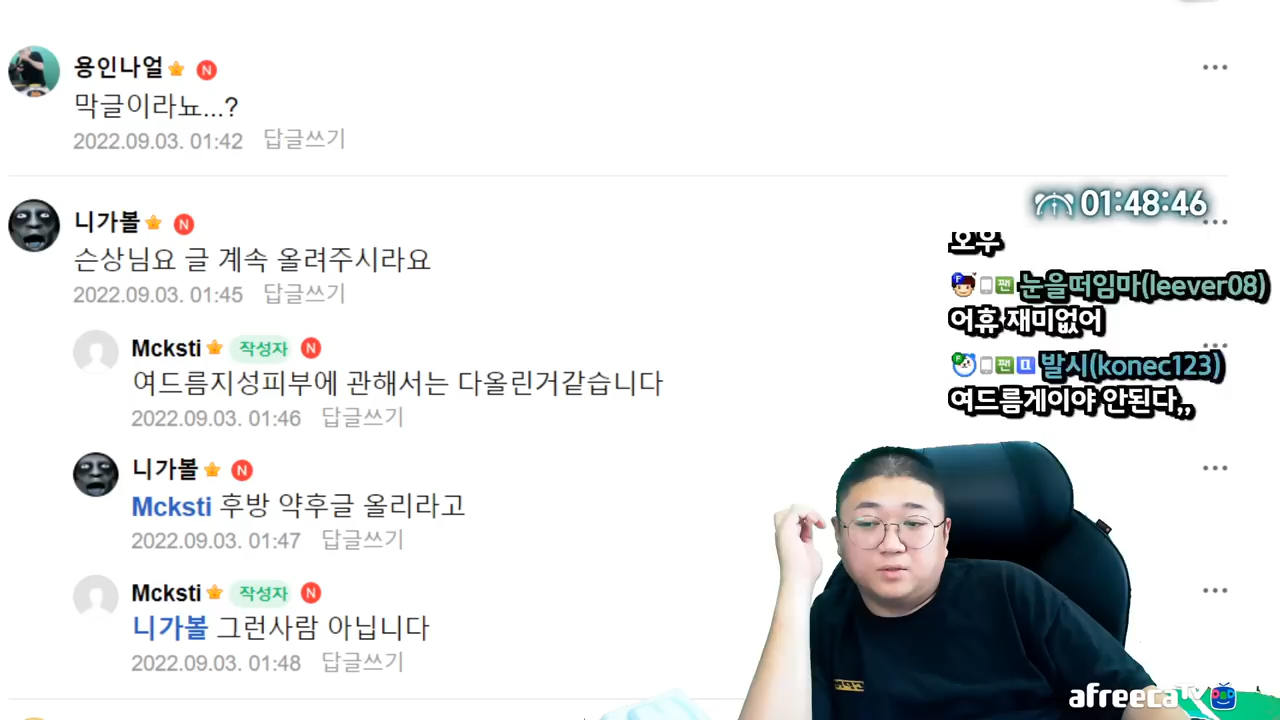 용인나얼 N
막글이라뇨...?
2022.09.03. 01:42 답글쓰기
니가볼 N
슨상님요 글 계속 올려주시라요
2022.09.03. 01:45 답글쓰기
Mcksti 작성자 N
여드름지성피부에 관해서는 다올린거같습니다
2022.09.03. 01:46 답글쓰기
니가볼 N
Mcksti 후방 약후글 올리라고
2022.09.03. 01:47 답글쓰기
Mcksti 작성자 N
니가볼 그런사람 아닙니다
2022.09.03. 01:48 답글쓰기
01:48:46
오우
F 팬 눈을떠임마(leever08)
어휴 재미없어
F 팬 발시(konec123)
여드름게이야 안된다,,
afreecaTV